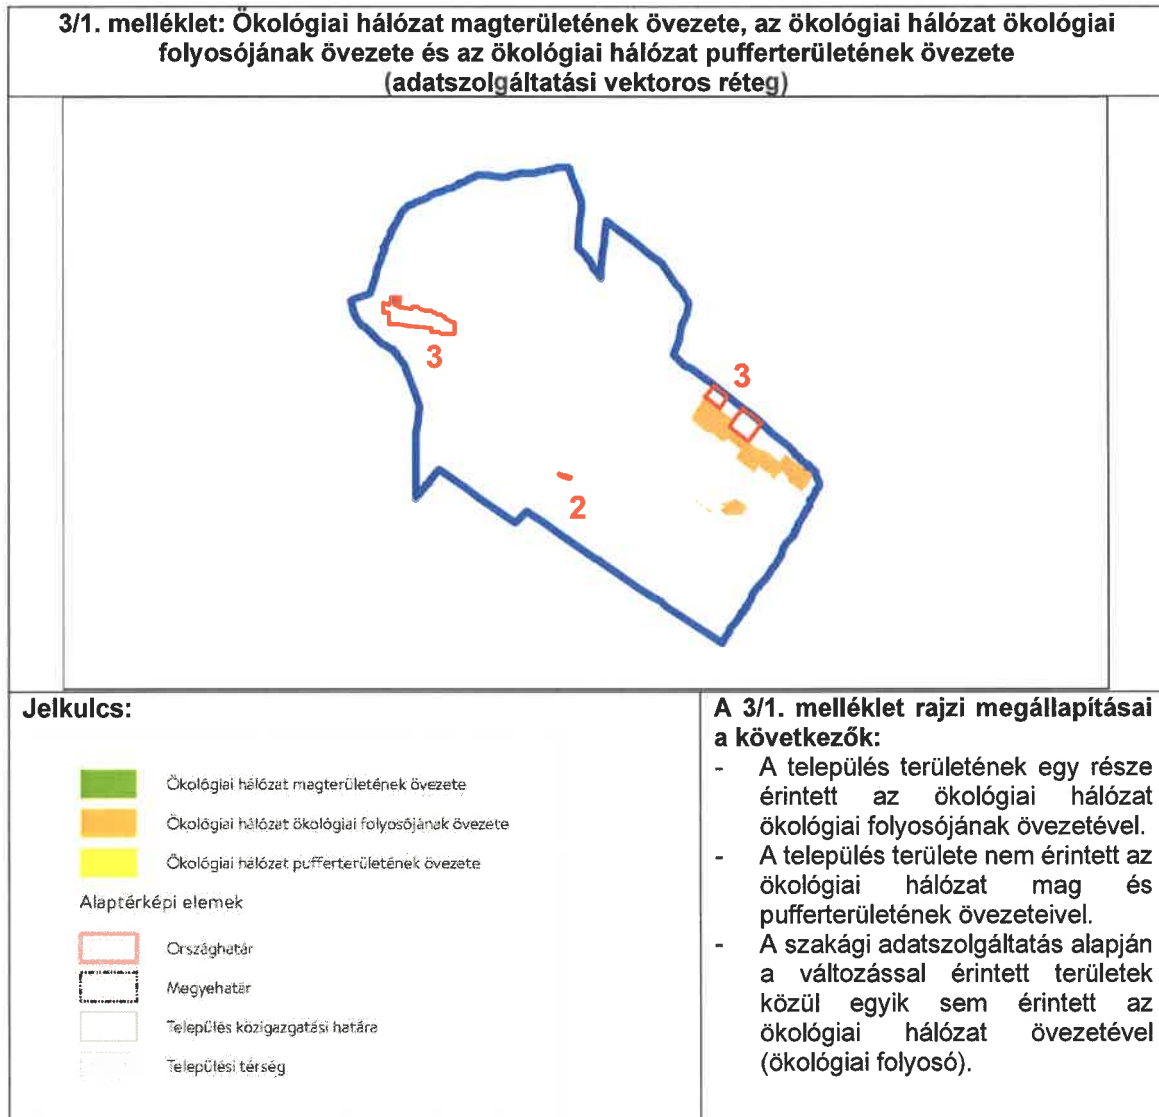 3/1. melléklet: Ökológiai hálózat magterületének övezete, az ökológiai hálózat ökológiai
folyosójának övezete és az ökológiai hálózat pufferterületének övezete
(adatszolgáltatási vektoros réteg)
3
3
2
Jelkulcs:
Ökológiai hálózat magterületének övezete
Ökológiai hálózat ökológiai folyosójának övezete
Ökológiai hálózat pufferterületének övezete
Alaptérképi elemek
Országhatár
Megyehatár
Település közigazgatási határa
Települési térség
A 3/1. melléklet rajzi megállapításai
a következők:
- A település területének egy része
érintett az ökológiai hálózat
ökológiai folyosójának övezetével.
- A település területe nem érintett az
ökológiai hálózat mag és
pufferterületének övezeteivel.
- A szakági adatszolgáltatás alapján
a változással érintett területek
közül egyik sem érintett az
ökológiai hálózat övezetével
(ökológiai folyosó).